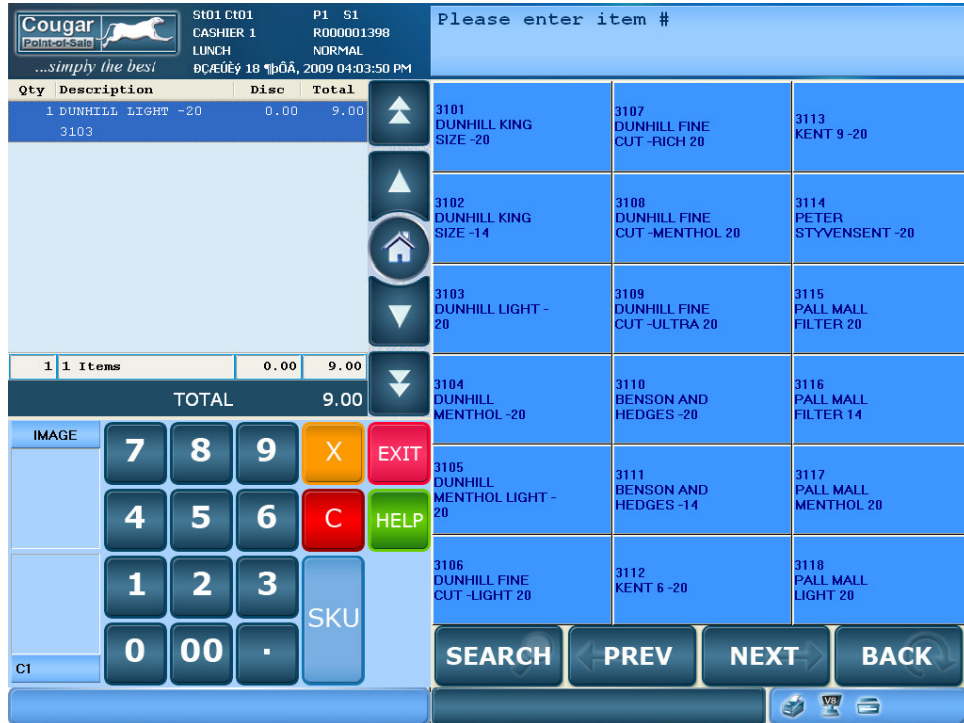 Cougar
Point-of-Sale
...simply the best
St01 Ct01 P1 S1
CASHIER 1 R000001398
LUNCH NORMAL
ÐÇÆÚÈý 18 ¶þÔÂ, 2009 04:03:50 PM
Please enter item #
Qty Description Disc Total
1 DUNHILL LIGHT -20 0.00 9.00
3103
1 1 Items 0.00 9.00
TOTAL 9.00
IMAGE
7 8 9 X EXIT
4 5 6 C HELP
1 2 3 SKU
0 00 .
C1
3101
DUNHILL KING
SIZE -20
3107
DUNHILL FINE
CUT -RICH 20
3113
KENT 9 -20
3102
DUNHILL KING
SIZE -14
3108
DUNHILL FINE
CUT -MENTHOL 20
3114
PETER
STYVENSENT -20
3103
DUNHILL LIGHT -
20
3109
DUNHILL FINE
CUT -ULTRA 20
3115
PALL MALL
FILTER 20
3104
DUNHILL
MENTHOL -20
3110
BENSON AND
HEDGES -20
3116
PALL MALL
FILTER 14
3105
DUNHILL
MENTHOL LIGHT -
20
3111
BENSON AND
HEDGES -14
3117
PALL MALL
MENTHOL 20
3106
DUNHILL FINE
CUT -LIGHT 20
3112
KENT 6 -20
3118
PALL MALL
LIGHT 20
SEARCH PREV NEXT BACK
V8